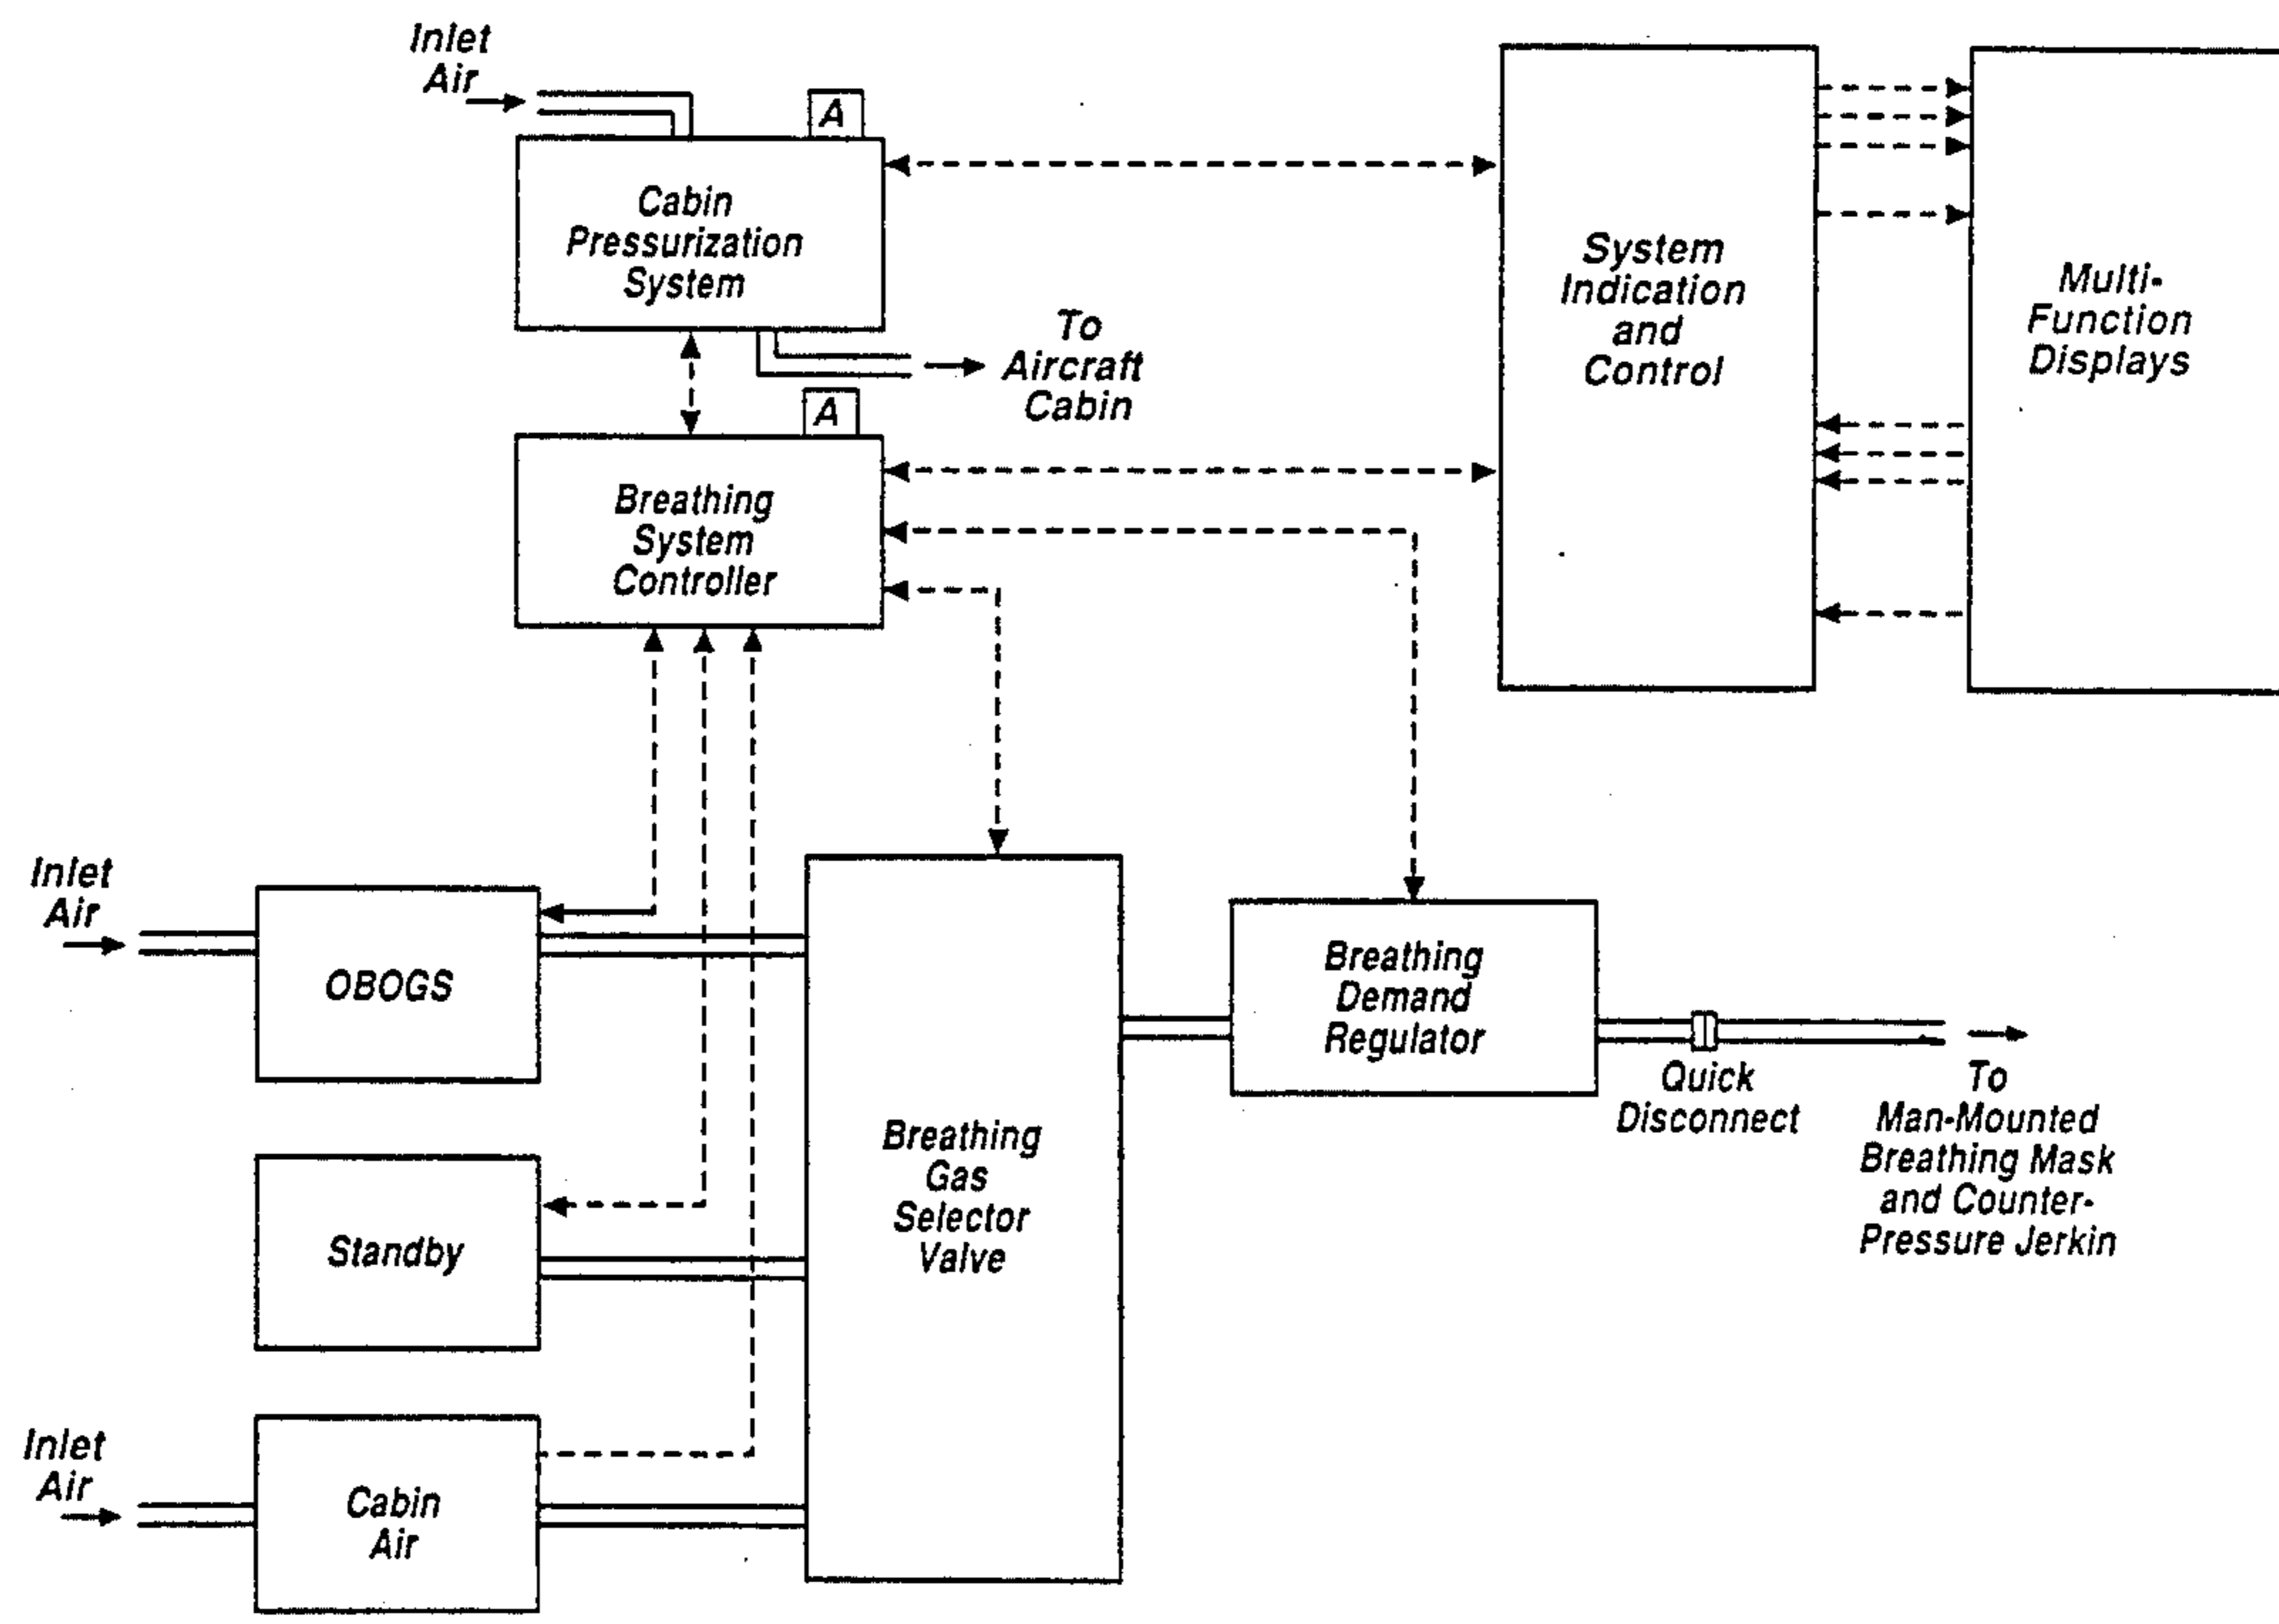 Inlet
Air
A
Cabin
Pressurization
System
To
Aircraft
Cabin
System
Indication
and
Control
Multi-
Function
Displays
A
Breathing
System
Controller
Inlet
Air
OBOGS
Breathing
Demand
Regulator
Quick
Disconnect
To
Man-Mounted
Breathing Mask
and Counter-
Pressure Jerkin
Breathing
Gas
Selector
Valve
Standby
Inlet
Air
Cabin
Air